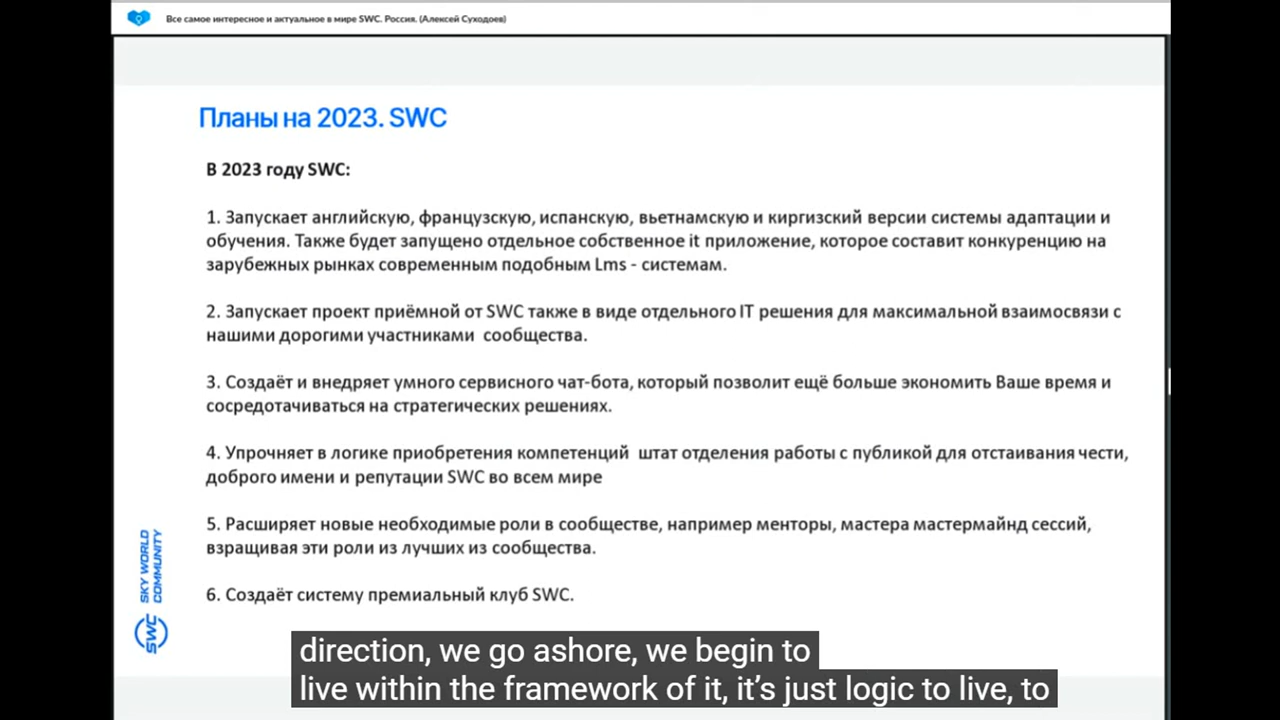 Все самое интересное и актуальное в мире SWC. Россия. (Алексей Суходоев)
Планы на 2023. SWC
В 2023 году SWC:
1. Запускает английскую, французскую, испанскую, вьетнамскую и киргизский версии системы адаптации и
обучения. Также будет запущено отдельное собственное it приложение, которое составит конкуренцию на
зарубежных рынках современным подобным Lms - системам.
2. Запускает проект приёмной от SWC также в виде отдельного IT решения для максимальной взаимосвязи с
нашими дорогими участниками сообщества.
3. Создаёт и внедряет умного сервисного чат-бота, который позволит ещё больше экономить Ваше время и
сосредотачиваться на стратегических решениях.
4. Упрочняет в логике приобретения компетенций штат отделения работы с публикой для отстаивания чести,
доброго имени и репутации SWC во всем мире
5. Расширяет новые необходимые роли в сообществе, например менторы, мастера мастермайнд сессий,
взращивая эти роли из лучших из сообщества.
6. Создаёт систему премиальный клуб SWC.
SWC
SKY WORLD
COMMUNITY
direction, we go ashore, we begin to
live within the framework of it, it's just logic to live, to